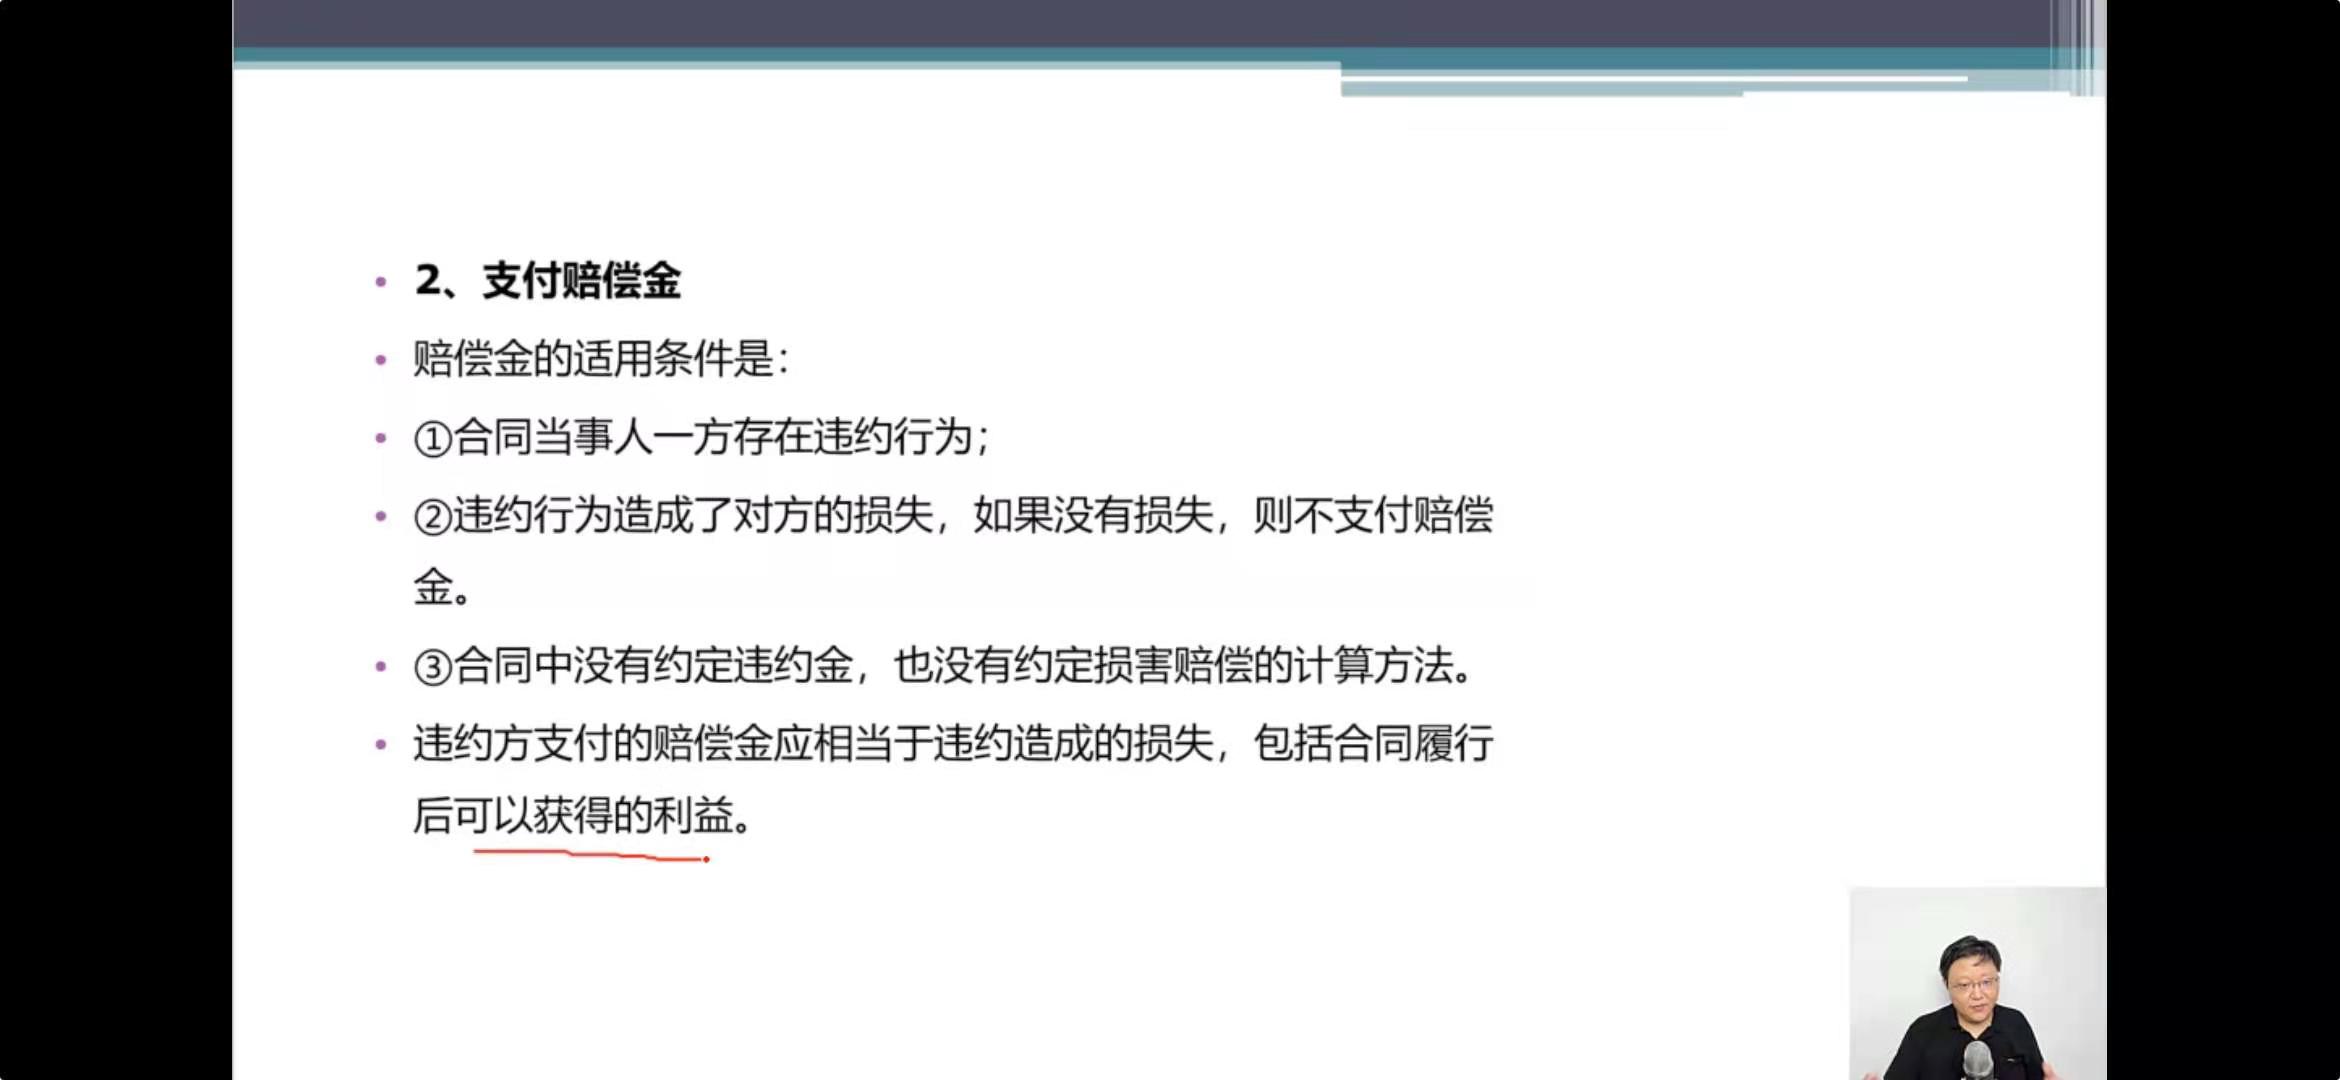 2、支付赔偿金
赔偿金的适用条件是：
①合同当事人一方存在违约行为；
②违约行为造成了对方的损失，如果没有损失，则不支付赔偿
金。
③合同中没有约定违约金，也没有约定损害赔偿的计算方法。
违约方支付的赔偿金应相当于违约造成的损失，包括合同履行
后可以获得的利益。